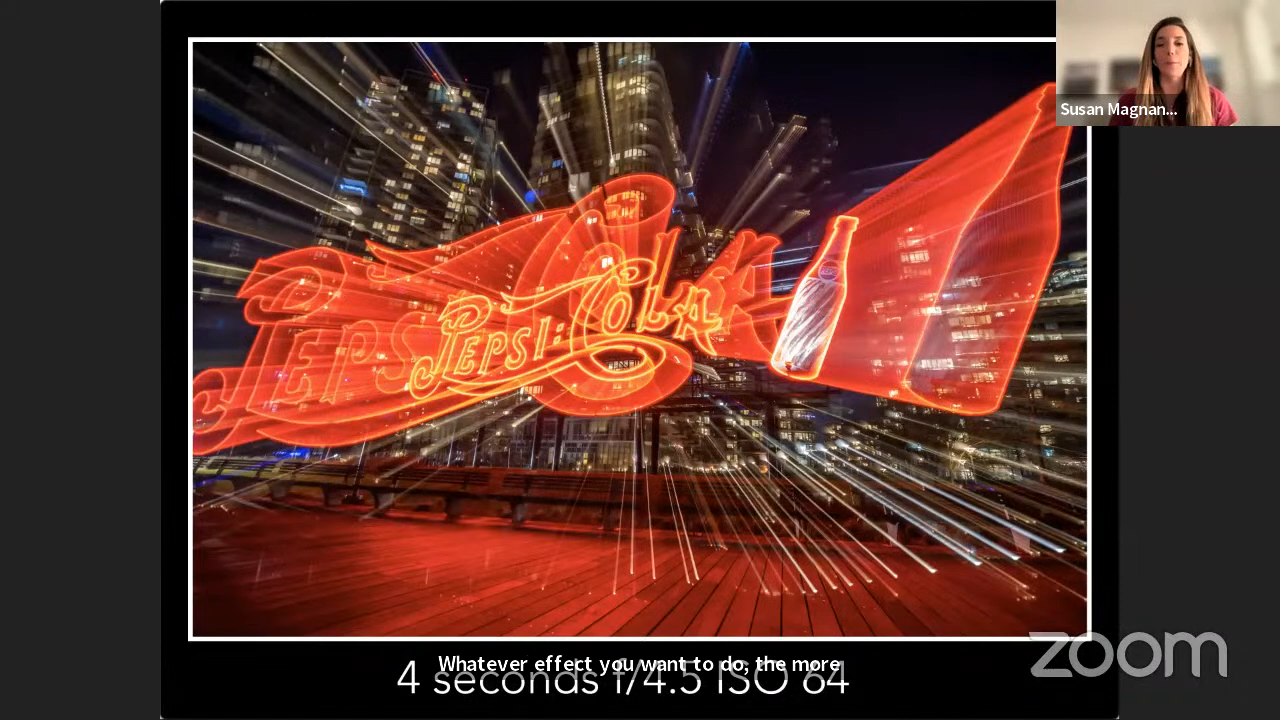 Susan Magnan...
PEPSI:COLA
PEPSI:COLA
Whatever effect you want to do, the more
4 seconds f/4.5 ISO 64
zoom